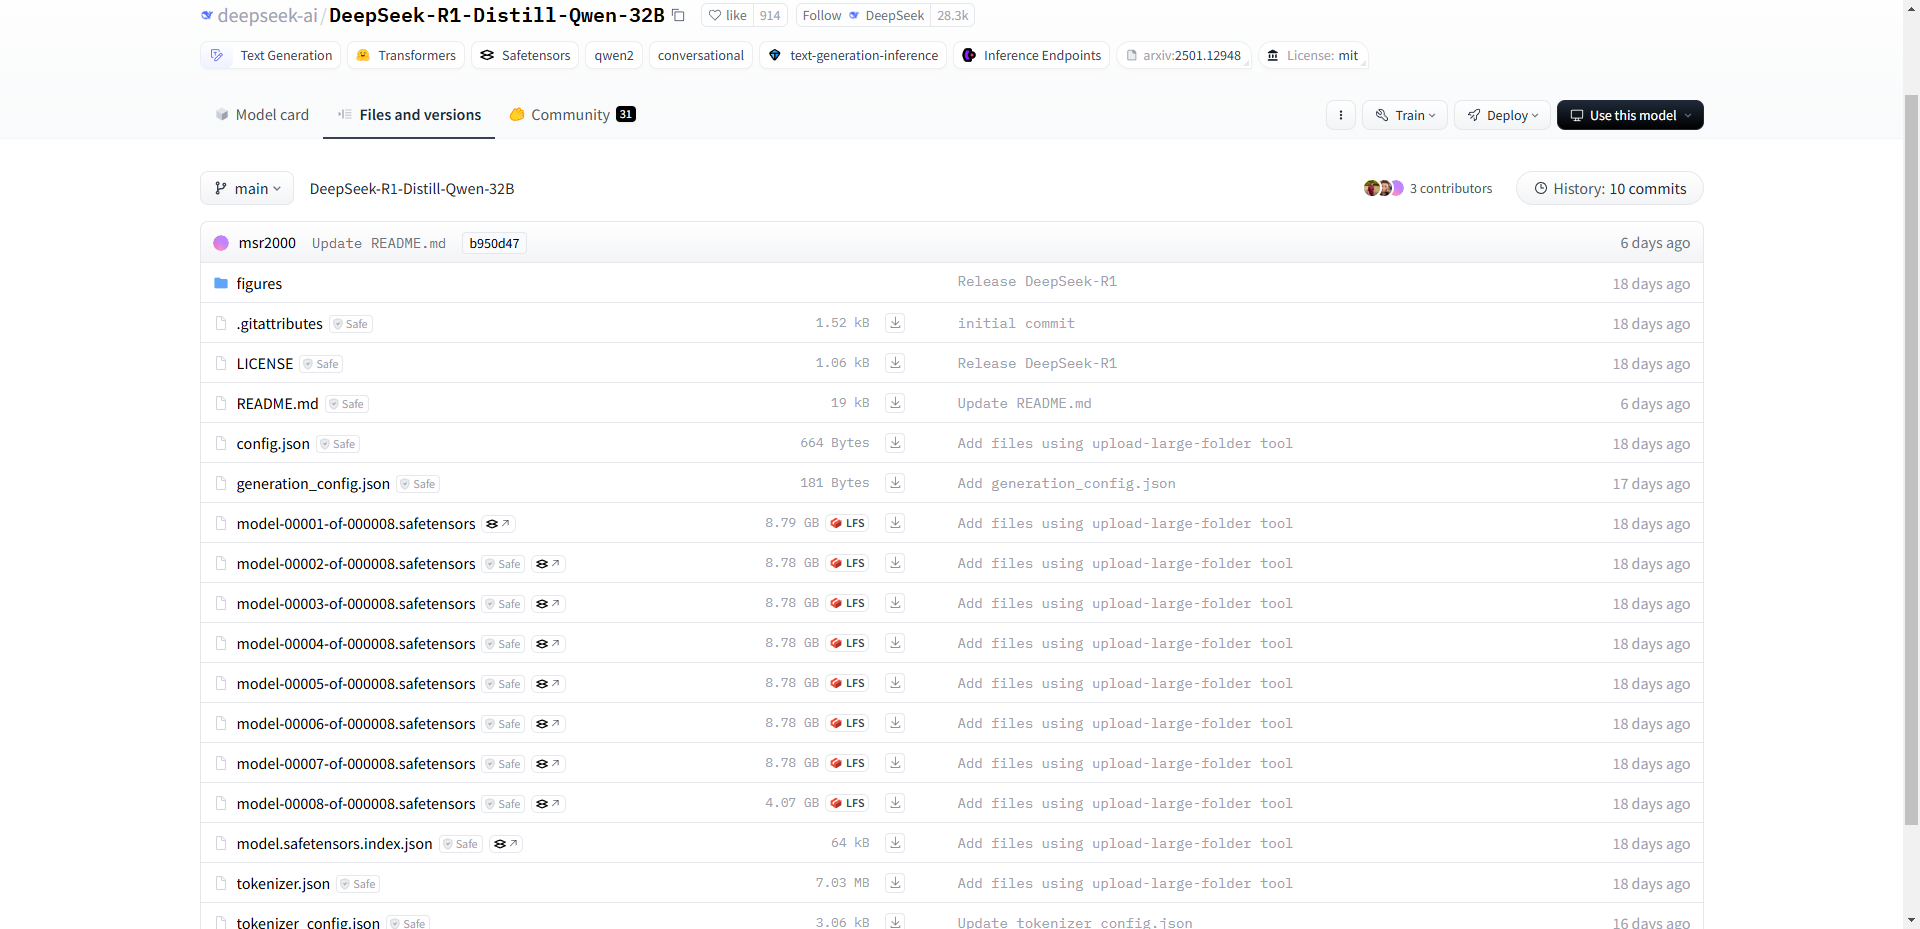 deepseek-ai/DeepSeek-R1-Distill-Qwen-32B like 914 Follow DeepSeek 28.3k
Text Generation Transformers Safetensors qwen2 conversational text-generation-inference Inference Endpoints arxiv:2501.12948 License: mit
Model card Files and versions Community 31 Train Deploy Use this model
main DeepSeek-R1-Distill-Qwen-32B 3 contributors History: 10 commits
msr2000 Update README.md b950d47 6 days ago
figures Release DeepSeek-R1 18 days ago
.gitattributes Safe 1.52 kB initial commit 18 days ago
LICENSE Safe 1.06 kB Release DeepSeek-R1 18 days ago
README.md Safe 19 kB Update README.md 6 days ago
config.json Safe 664 Bytes Add files using upload-large-folder tool 18 days ago
generation_config.json Safe 181 Bytes Add generation_config.json 17 days ago
model-00001-of-000008.safetensors 8.79 GB LFS Add files using upload-large-folder tool 18 days ago
model-00002-of-000008.safetensors Safe 8.78 GB LFS Add files using upload-large-folder tool 18 days ago
model-00003-of-000008.safetensors Safe 8.78 GB LFS Add files using upload-large-folder tool 18 days ago
model-00004-of-000008.safetensors Safe 8.78 GB LFS Add files using upload-large-folder tool 18 days ago
model-00005-of-000008.safetensors Safe 8.78 GB LFS Add files using upload-large-folder tool 18 days ago
model-00006-of-000008.safetensors Safe 8.78 GB LFS Add files using upload-large-folder tool 18 days ago
model-00007-of-000008.safetensors Safe 8.78 GB LFS Add files using upload-large-folder tool 18 days ago
model-00008-of-000008.safetensors Safe 4.07 GB LFS Add files using upload-large-folder tool 18 days ago
model.safetensors.index.json Safe 64 kB Add files using upload-large-folder tool 18 days ago
tokenizer.json Safe 7.03 MB Add files using upload-large-folder tool 18 days ago
tokenizer_config.json Safe 3.06 kB Update tokenizer_config.json 16 days ago